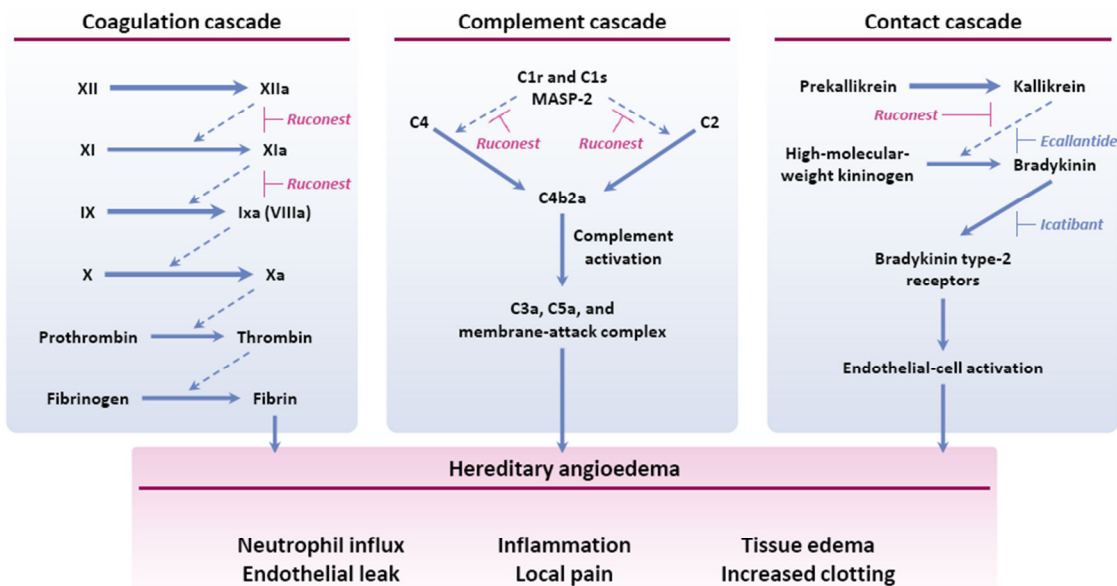 Coagulation cascade
XII
XIIa
Ruconest
XI
XIa
Ruconest
IX
Ixa (VIIIa)
X
Xa
Prothrombin
Thrombin
Fibrinogen
Fibrin
Complement cascade
C1r and C1s
MASP-2
C4
C2
Ruconest
Ruconest
C4b2a
Complement
activation
C3a, C5a, and
membrane-attack complex
Contact cascade
Prekallikrein
Kallikrein
Ruconest
Ecallantide
High-molecular-
weight kininogen
Bradykinin
Icatibant
Bradykinin type-2
receptors
Endothelial-cell activation
Hereditary angioedema
Neutrophil influx
Endothelial leak
Inflammation
Local pain
Tissue edema
Increased clotting